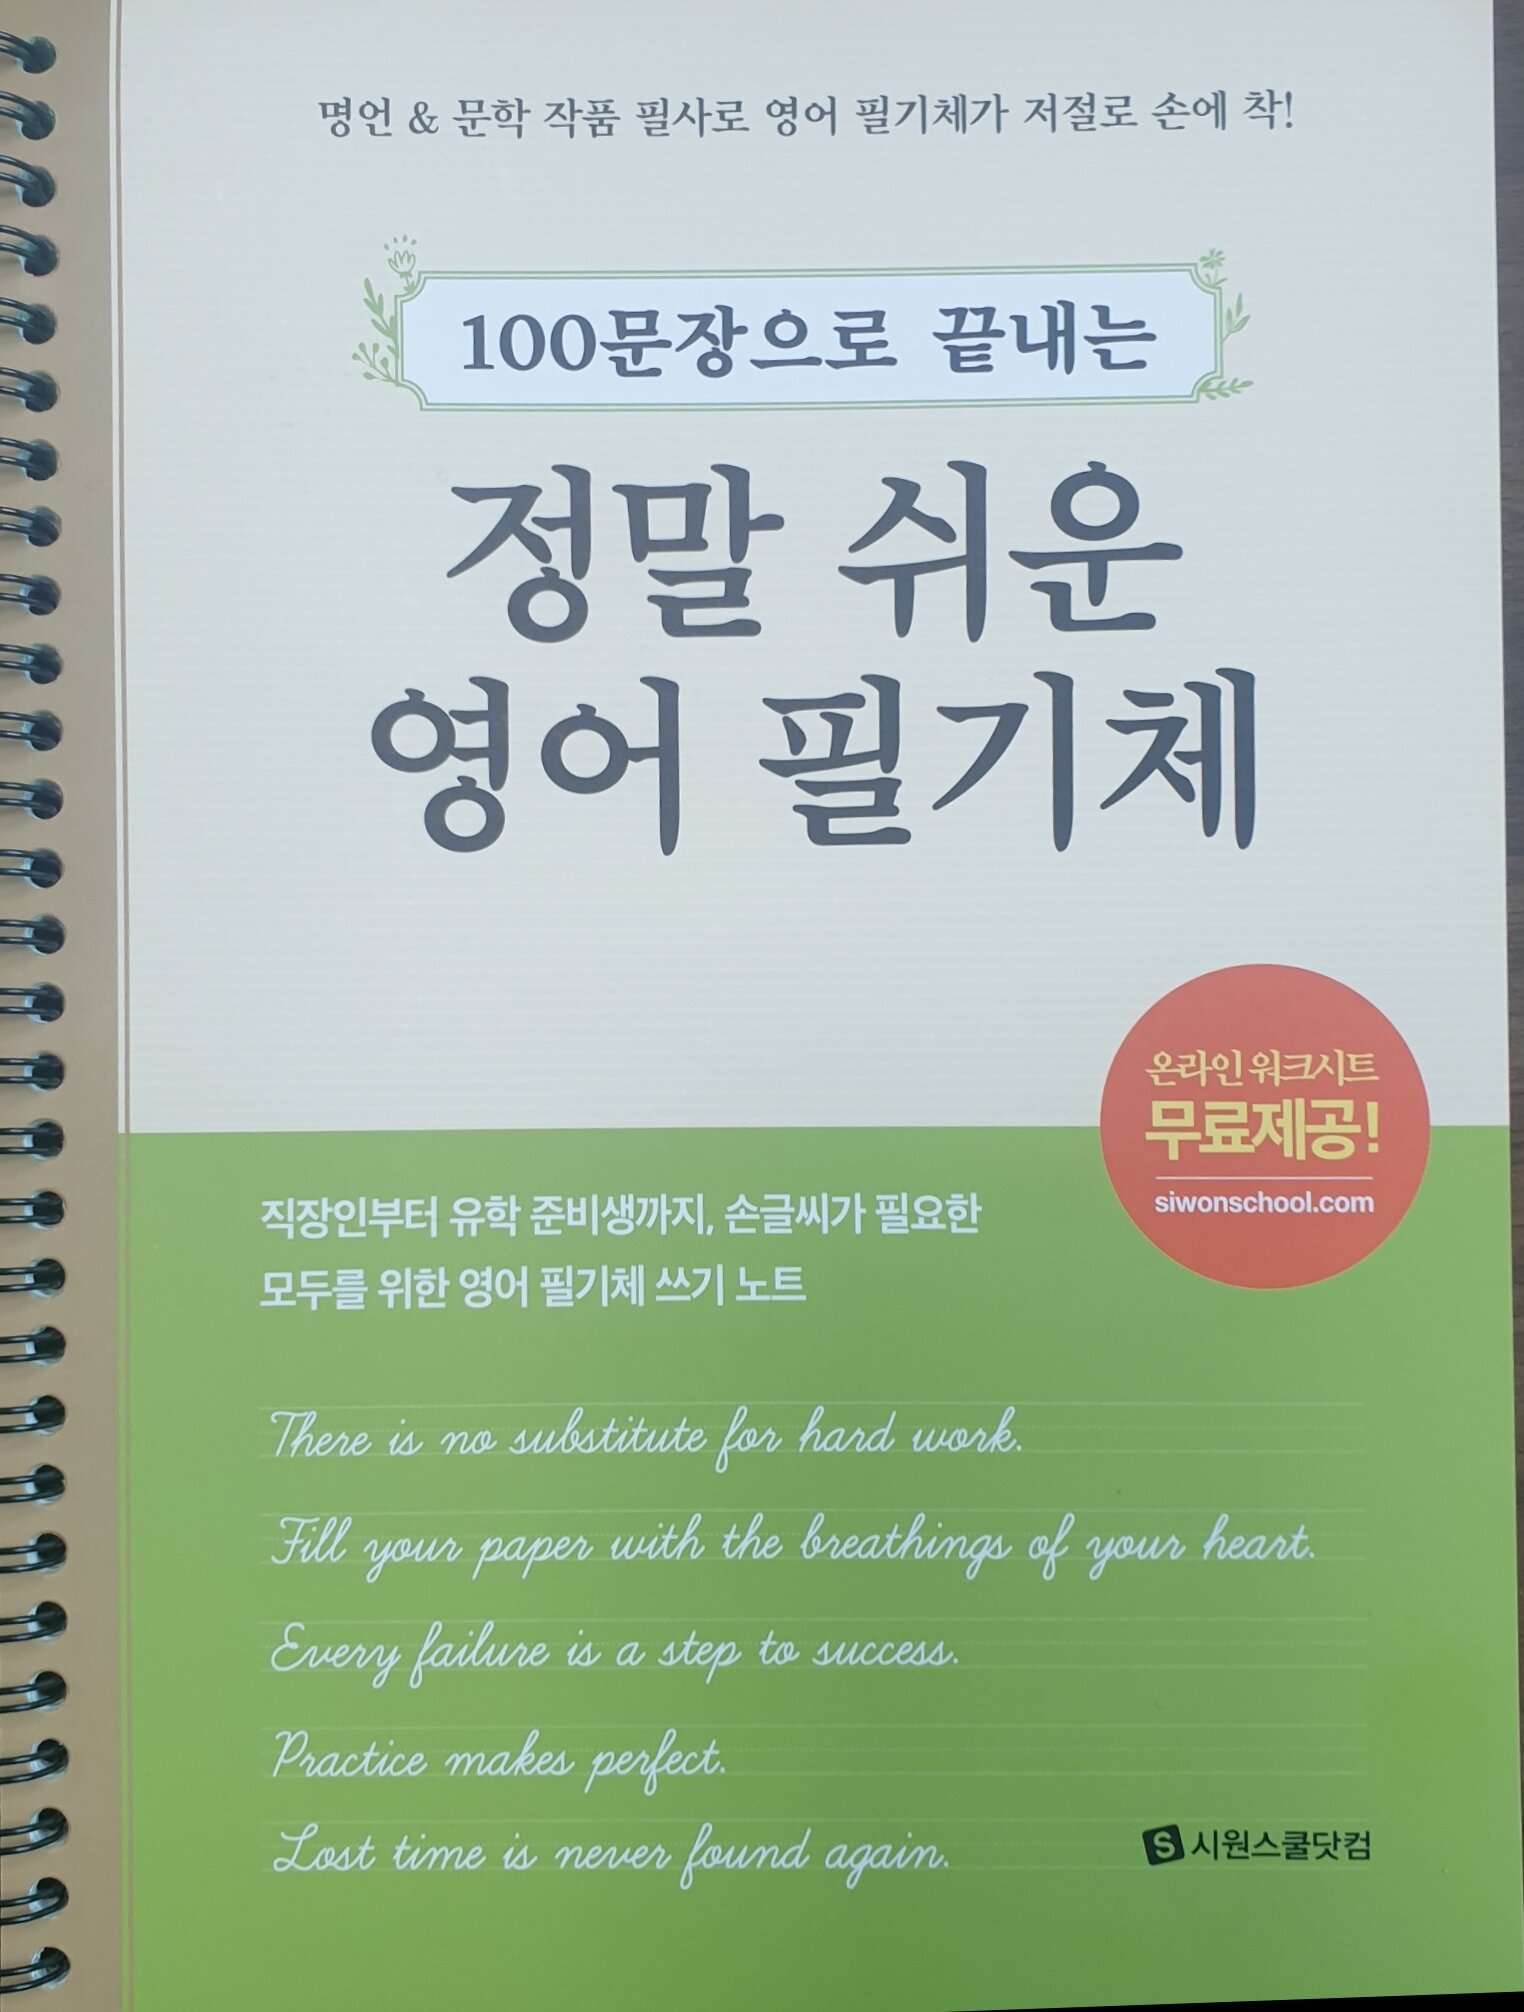 명언 & 문학 작품 필사로 영어 필기체가 저절로 손에 착!
100문장으로 끝내는
정말 쉬운
영어 필기체
온라인 워크시트
무료제공!
siwonschool.com
직장인부터 유학 준비생까지, 손글씨가 필요한
모두를 위한 영어 필기체 쓰기 노트
There is no substitute for hard work.
Fill your paper with the breathings of your heart.
Every failure is a step to success.
Practice makes perfect.
Lost time is never found again.
S 시원스쿨닷컴